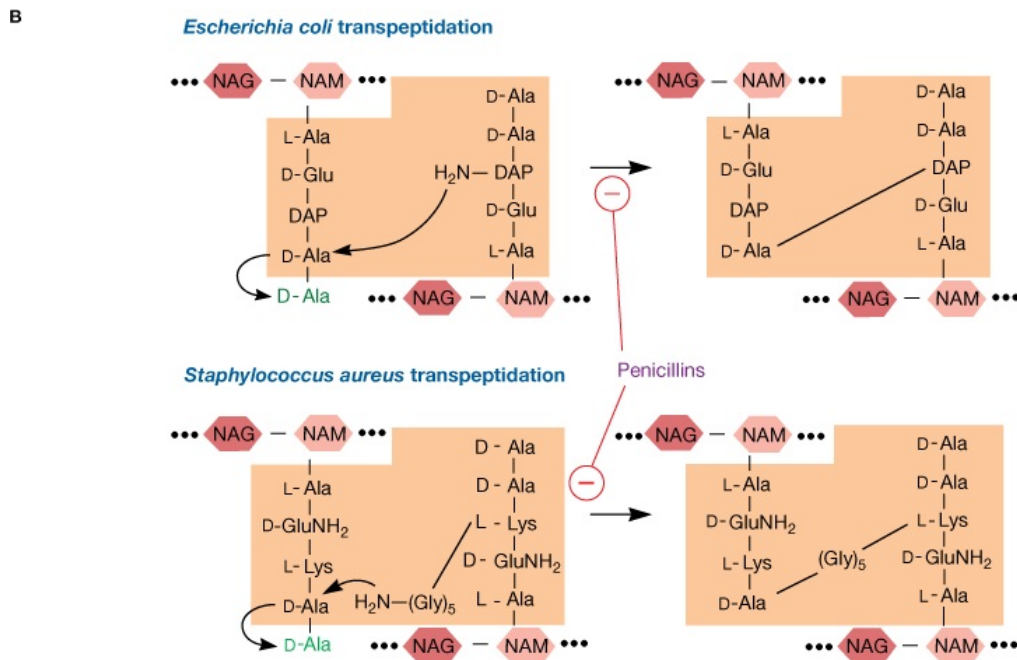 B
Escherichia coli transpeptidation
••• NAG — NAM •••
L-Ala
D-Glu
DAP
D-Ala
D-Ala
D-Ala
D-Ala
H₂N— DAP
D-Glu
L-Ala
••• NAG — NAM •••
−
••• NAG — NAM •••
L-Ala
D-Glu
DAP
D-Ala
D-Ala
D-Ala
DAP
D-Glu
L-Ala
••• NAG — NAM •••
Penicillins
Staphylococcus aureus transpeptidation
••• NAG — NAM •••
L-Ala
D-GluNH₂
L-Lys
D-Ala
D-Ala
D - Ala
D - Ala
L - Lys
D - GluNH₂
L - Ala
H₂N—(Gly)₅
••• NAG — NAM •••
−
••• NAG — NAM •••
L-Ala
D-GluNH₂
L-Lys
D-Ala
(Gly)₅
D-Ala
D-Ala
L-Lys
D-GluNH₂
L-Ala
••• NAG — NAM •••